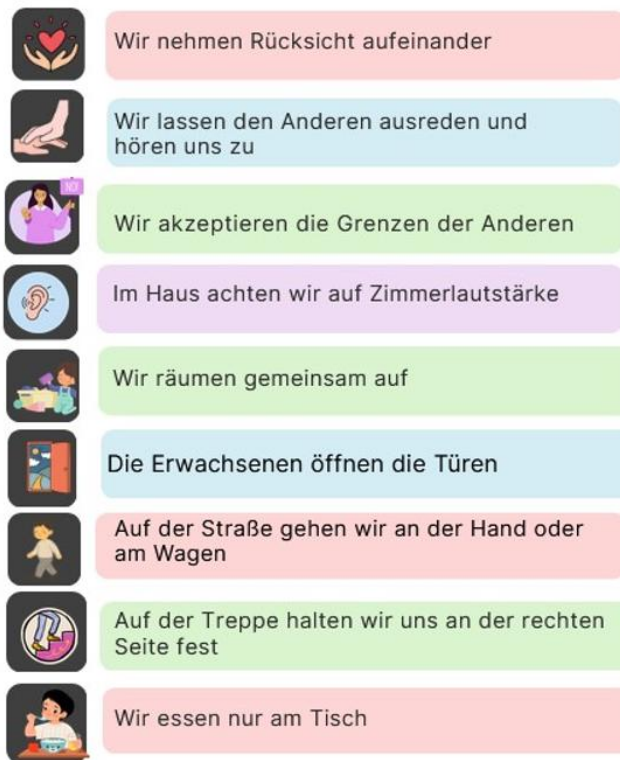 Wir nehmen Rücksicht aufeinander
Wir lassen den Anderen ausreden und
hören uns zu
NO!
Wir akzeptieren die Grenzen der Anderen
Im Haus achten wir auf Zimmerlautstärke
Wir räumen gemeinsam auf
Die Erwachsenen öffnen die Türen
Auf der Straße gehen wir an der Hand oder
am Wagen
Auf der Treppe halten wir uns an der rechten
Seite fest
Wir essen nur am Tisch